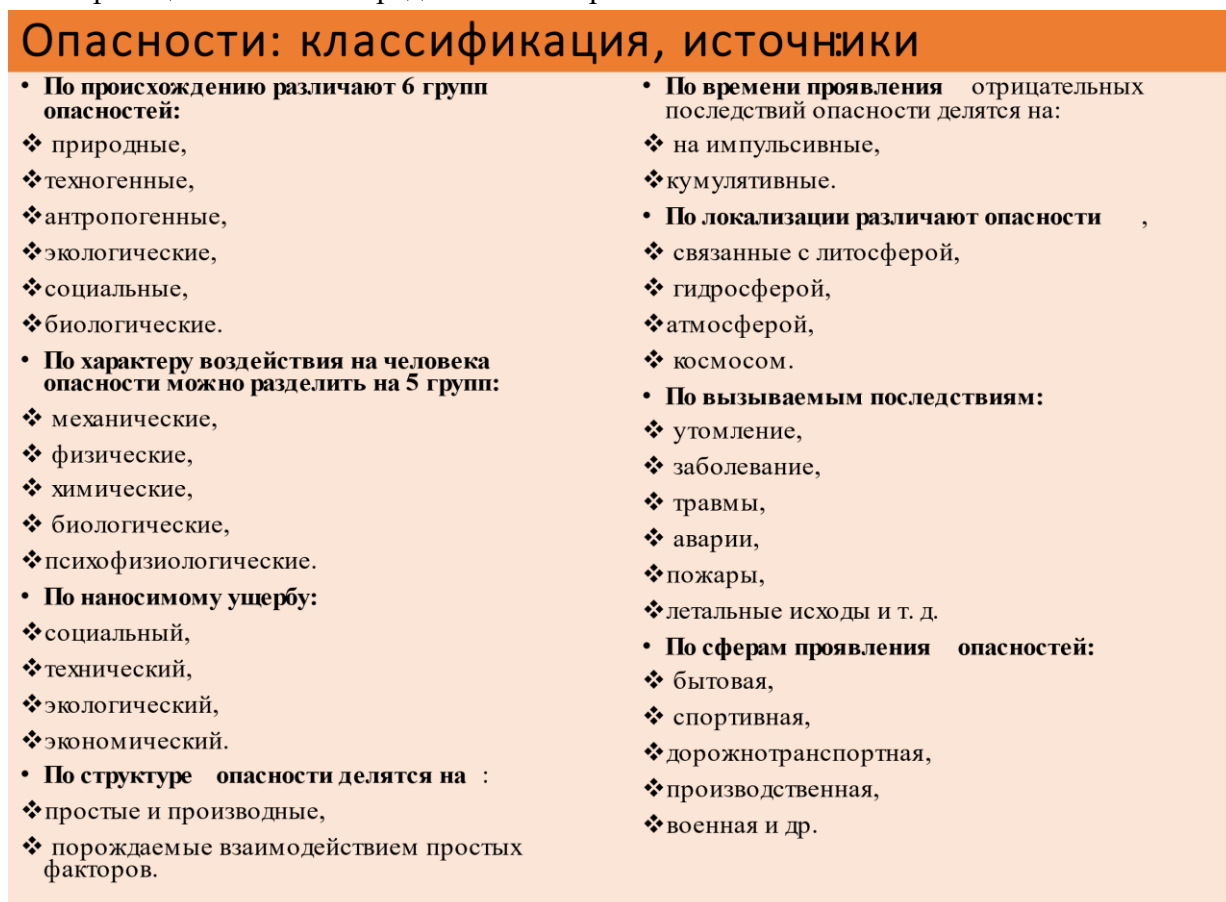 Опасности: классификация, источники:
• По происхождению различают 6 групп
опасностей:
❖ природные,
❖техногенные,
❖антропогенные,
❖экологические,
❖социальные,
❖биологические.
• По характеру воздействия на человека
опасности можно разделить на 5 групп:
❖ механические,
❖ физические,
❖ химические,
❖ биологические,
❖психофизиологические.
• По наносимому ущербу:
❖социальный,
❖технический,
❖экологический,
❖экономический.
• По структуре опасности делятся на :
❖простые и производные,
❖ порождаемые взаимодействием простых
факторов.
• По времени проявления отрицательных
последствий опасности делятся на:
❖ на импульсивные,
❖кумулятивные.
• По локализации различают опасности ,
❖ связанные с литосферой,
❖ гидросферой,
❖атмосферой,
❖ космосом.
• По вызываемым последствиям:
❖ утомление,
❖ заболевание,
❖ травмы,
❖ аварии,
❖пожары,
❖летальные исходы и т. д.
• По сферам проявления опасностей:
❖ бытовая,
❖ спортивная,
❖дорожнотранспортная,
❖производственная,
❖военная и др.